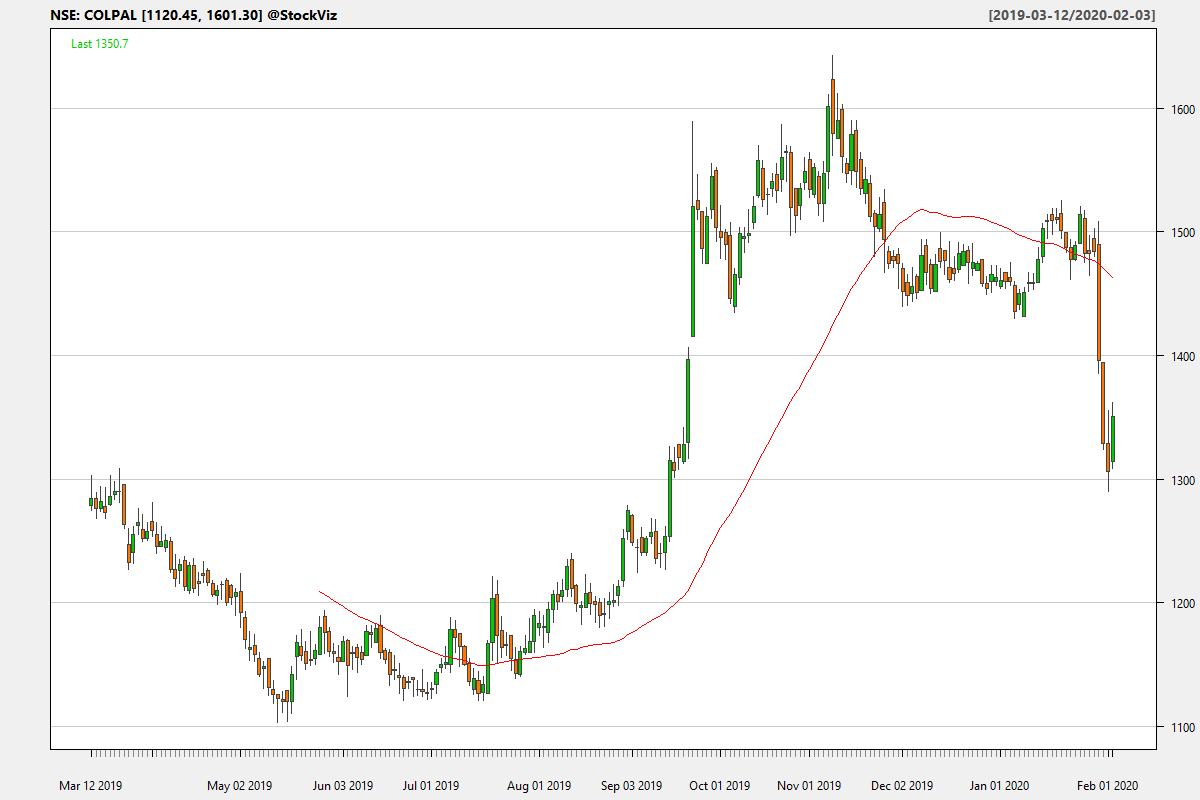 NSE: COLPAL [1120.45, 1601.30] @StockViz
[2019-03-12/2020-02-03]
Last 1350.7
1600
1500
1400
1300
1200
1100
Mar 12 2019
May 02 2019
Jun 03 2019
Jul 01 2019
Aug 01 2019
Sep 03 2019
Oct 01 2019
Nov 01 2019
Dec 02 2019
Jan 01 2020
Feb 01 2020